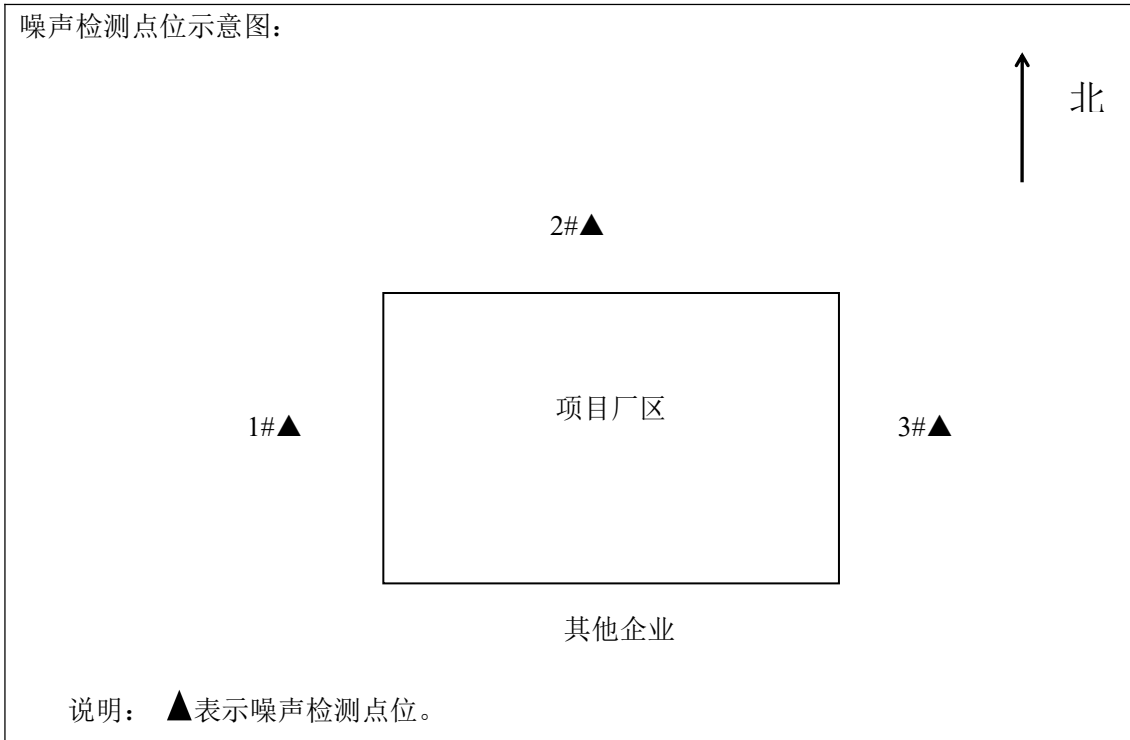 噪声检测点位示意图：
北
2#▲
项目厂区
1#▲
3#▲
其他企业
说明： ▲表示噪声检测点位。